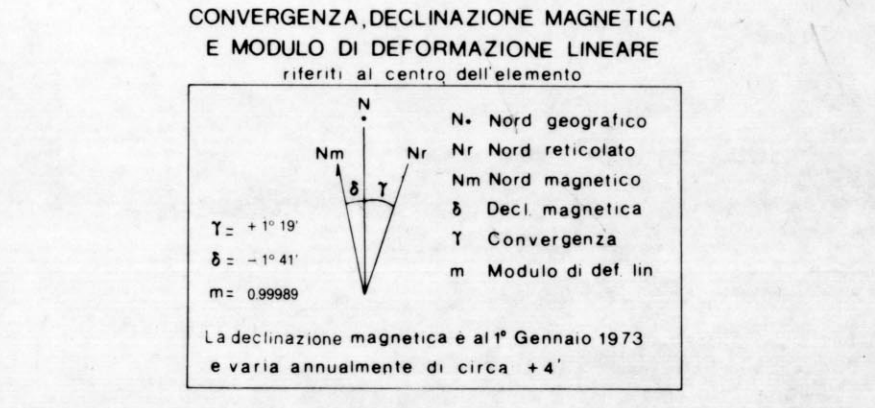 CONVERGENZA, DECLINAZIONE MAGNETICA
E MODULO DI DEFORMAZIONE LINEARE
riferiti al centro dell'elemento
N
Nm Nr
δ γ
γ= + 1° 19'
δ= - 1° 41'
m= 0.99989
N• Nord geografico
Nr Nord reticolato
Nm Nord magnetico
δ Decl. magnetica
γ Convergenza
m Modulo di def. lin
La declinazione magnetica è al 1° Gennaio 1973
e varia annualmente di circa +4'